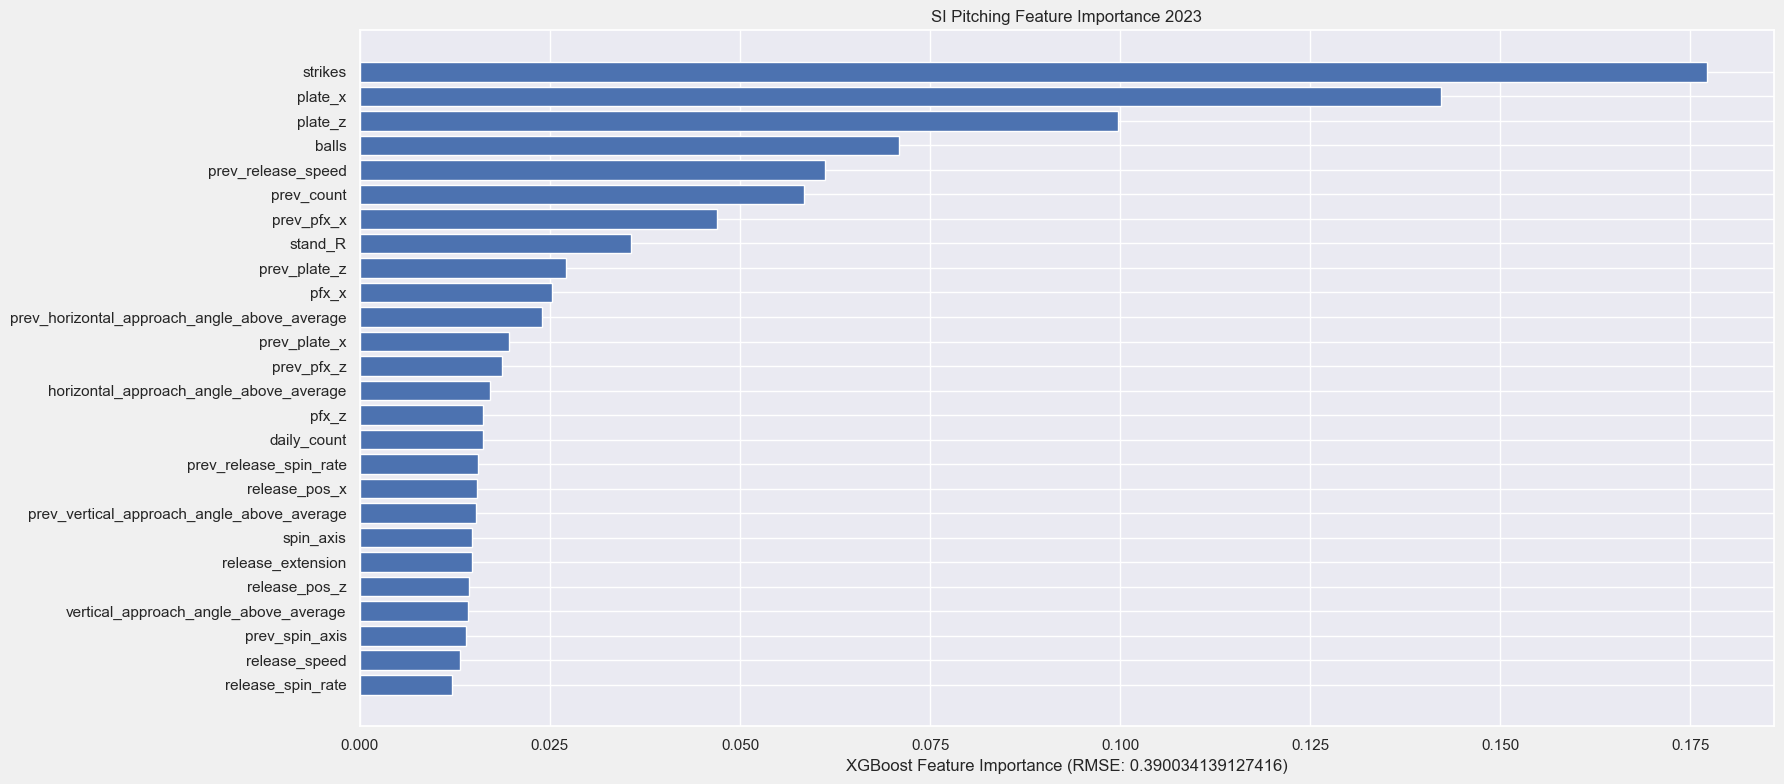 SI Pitching Feature Importance 2023
strikes
plate_x
plate_z
balls
prev_release_speed
prev_count
prev_pfx_x
stand_R
prev_plate_z
pfx_x
prev_horizontal_approach_angle_above_average
prev_plate_x
prev_pfx_z
horizontal_approach_angle_above_average
pfx_z
daily_count
prev_release_spin_rate
release_pos_x
prev_vertical_approach_angle_above_average
spin_axis
release_extension
release_pos_z
vertical_approach_angle_above_average
prev_spin_axis
release_speed
release_spin_rate
0.000 0.025 0.050 0.075 0.100 0.125 0.150 0.175
XGBoost Feature Importance (RMSE: 0.390034139127416)